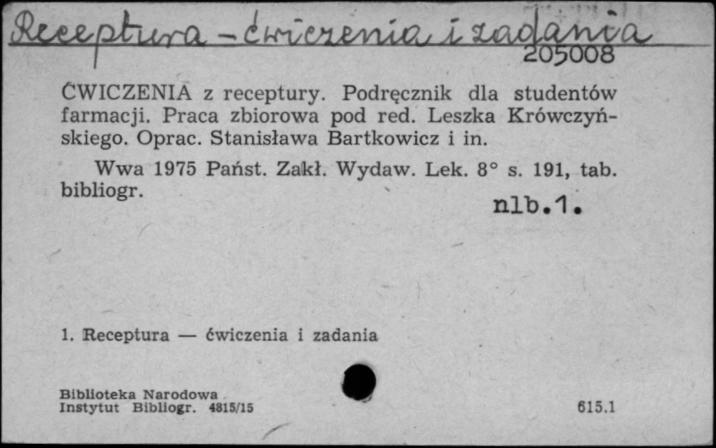 Receptura – ćwiczenia i zadania
205008
ĆWICZENIA z receptury. Podręcznik dla studentów
farmacji. Praca zbiorowa pod red. Leszka Krówczyń-
skiego. Oprac. Stanisława Bartkowicz i in.
Wwa 1975 Państ. Zakł. Wydaw. Lek. 8° s. 191, tab.
bibliogr.
nlb.1.
1. Receptura — ćwiczenia i zadania
Biblioteka Narodowa
Instytut Bibliogr. 4815/15
615.1